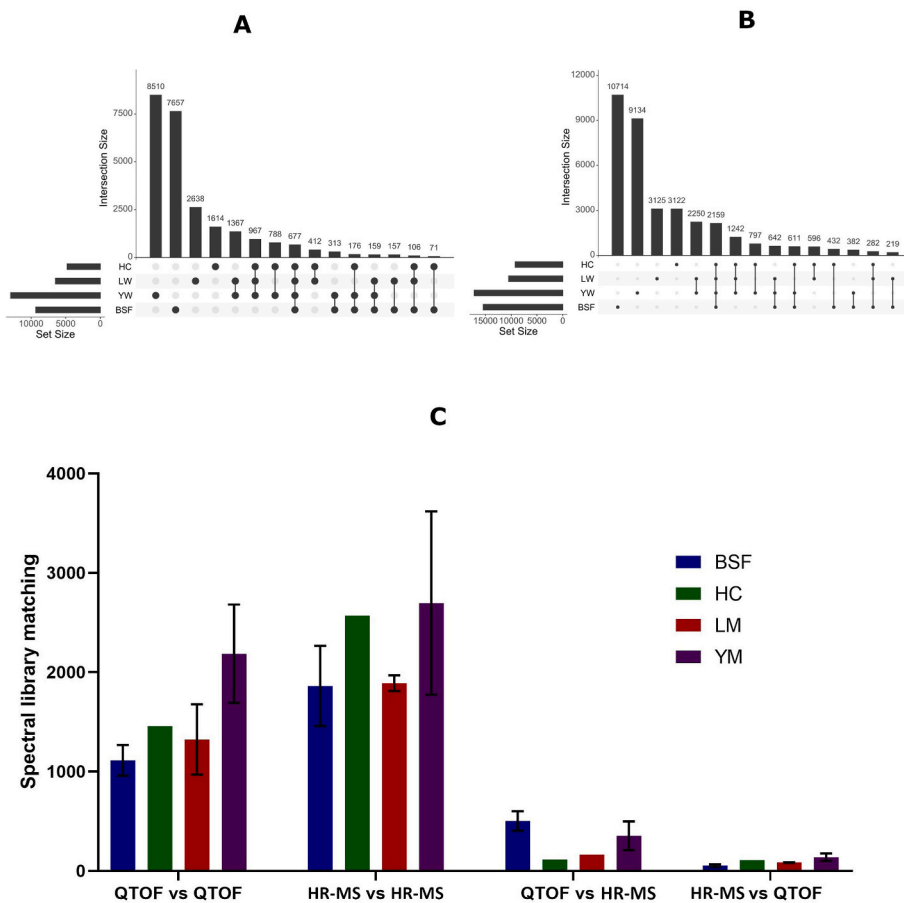 A
B
8510
7657
2638
1614
1367
967
788
677
412
313
176
159
157
106
71
7500
5000
2500
0
Intersection Size
HC
LW
YW
BSF
10000
5000
0
Set Size
12000
9000
6000
3000
0
Intersection Size
10714
9134
3125
3122
2250
2159
1242
797
642
611
596
432
382
282
219
HC
LW
YW
BSF
15000
10000
5000
0
Set Size
C
Spectral library matching
4000
3000
2000
1000
0
BSF
HC
LM
YM
QTOF vs QTOF
HR-MS vs HR-MS
QTOF vs HR-MS
HR-MS vs QTOF